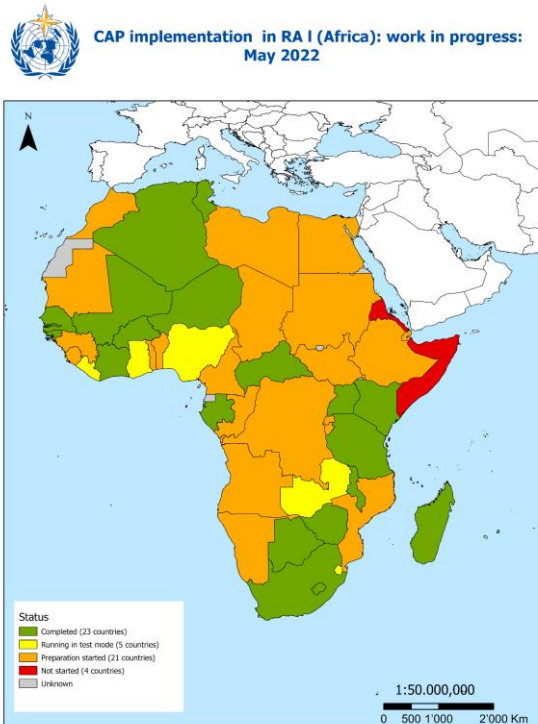 CAP implementation in RA I (Africa): work in progress:
May 2022
N
Status
Completed (23 countries)
Running in test mode (5 countries)
Preparation started (21 countries)
Not started (4 countries)
Unknown
1:50.000,000
0 500 1'000 2'000 Km